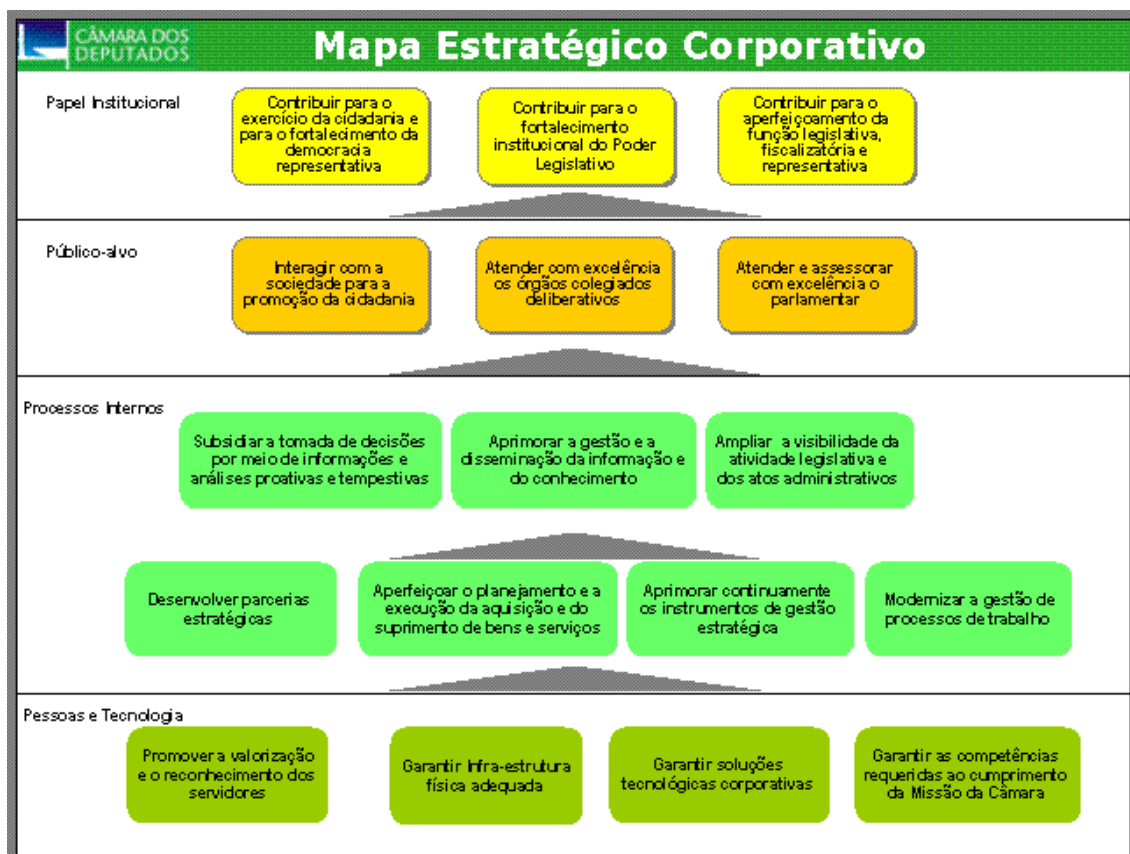 CÂMARA DOS
DEPUTADOS
Mapa Estratégico Corporativo
Papel Institucional
Contribuir para o
exercício da cidadania e
para o fortalecimento da
democracia
representativa
Contribuir para o
fortalecimento
institucional do Poder
Legislativo
Contribuir para o
aperfeiçoamento da
função legislativa,
fiscalizatória e
representativa
Público-alvo
Interagir com a
sociedade para a
promoção da cidadania
Atender com excelência
os órgãos colegiados
deliberativos
Atender e assessorar
com excelência o
parlamentar
Processos Internos
Subsidiar a tomada de decisões
por meio de informações e
análises proativas e tempestivas
Aprimorar a gestão e a
disseminação da informação e
do conhecimento
Ampliar a visibilidade da
atividade legislativa e
dos atos administrativos
Desenvolver parcerias
estratégicas
Aperfeiçoar o planejamento e a
execução da aquisição e do
suprimento de bens e serviços
Aprimorar continuamente
os instrumentos de gestão
estratégica
Modernizar a gestão de
processos de trabalho
Pessoas e Tecnologia
Promover a valorização
e o reconhecimento dos
servidores
Garantir Infra-estrutura
física adequada
Garantir soluções
tecnológicas corporativas
Garantir as competências
requeridas ao cumprimento
da Missão da Câmara